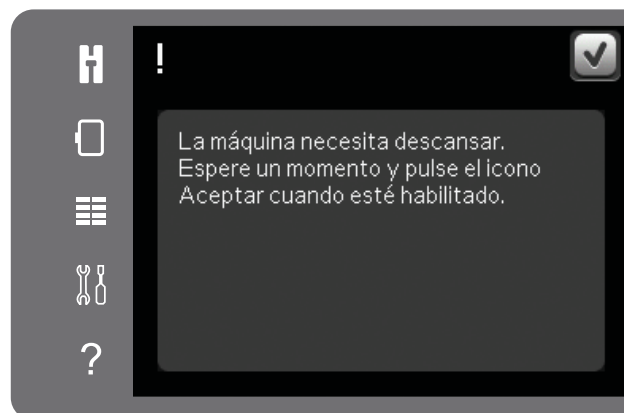 !
La máquina necesita descansar.
Espere un momento y pulse el icono
Aceptar cuando esté habilitado.
?